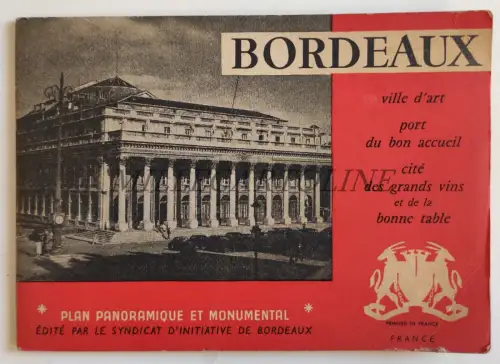 BORDEAUX
ville d'art
port
du bon accueil
cité
des grands vins
et de la
bonne table
* PLAN PANORAMIQUE ET MONUMENTAL *
ÉDITÉ PAR LE SYNDICAT D'INITIATIVE DE BORDEAUX
FRANCE